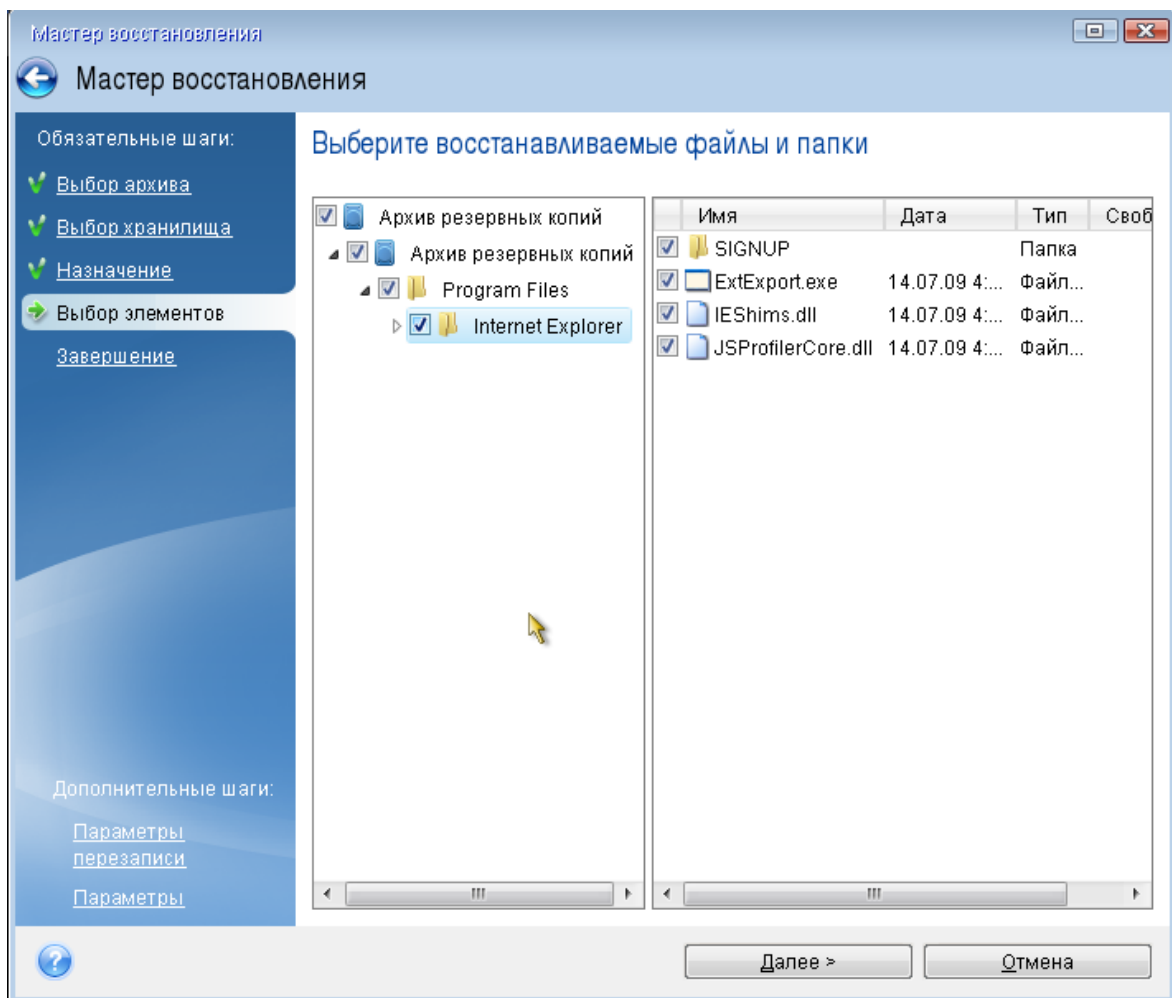 Мастер восстановления
Мастер восстановления
Обязательные шаги:
Выбор архива
Выбор хранилища
Назначение
Выбор элементов
Завершение
Дополнительные шаги:
Параметры
перезаписи
Параметры
Выберите восстанавливаемые файлы и папки
Архив резервных копий
Архив резервных копий
Program Files
Internet Explorer
Имя Дата Тип Своб
SIGNUP Папка
ExtExport.exe 14.07.09 4:... Файл...
IEShims.dll 14.07.09 4:... Файл...
JSProfilerCore.dll 14.07.09 4:... Файл...
Далее > Отмена